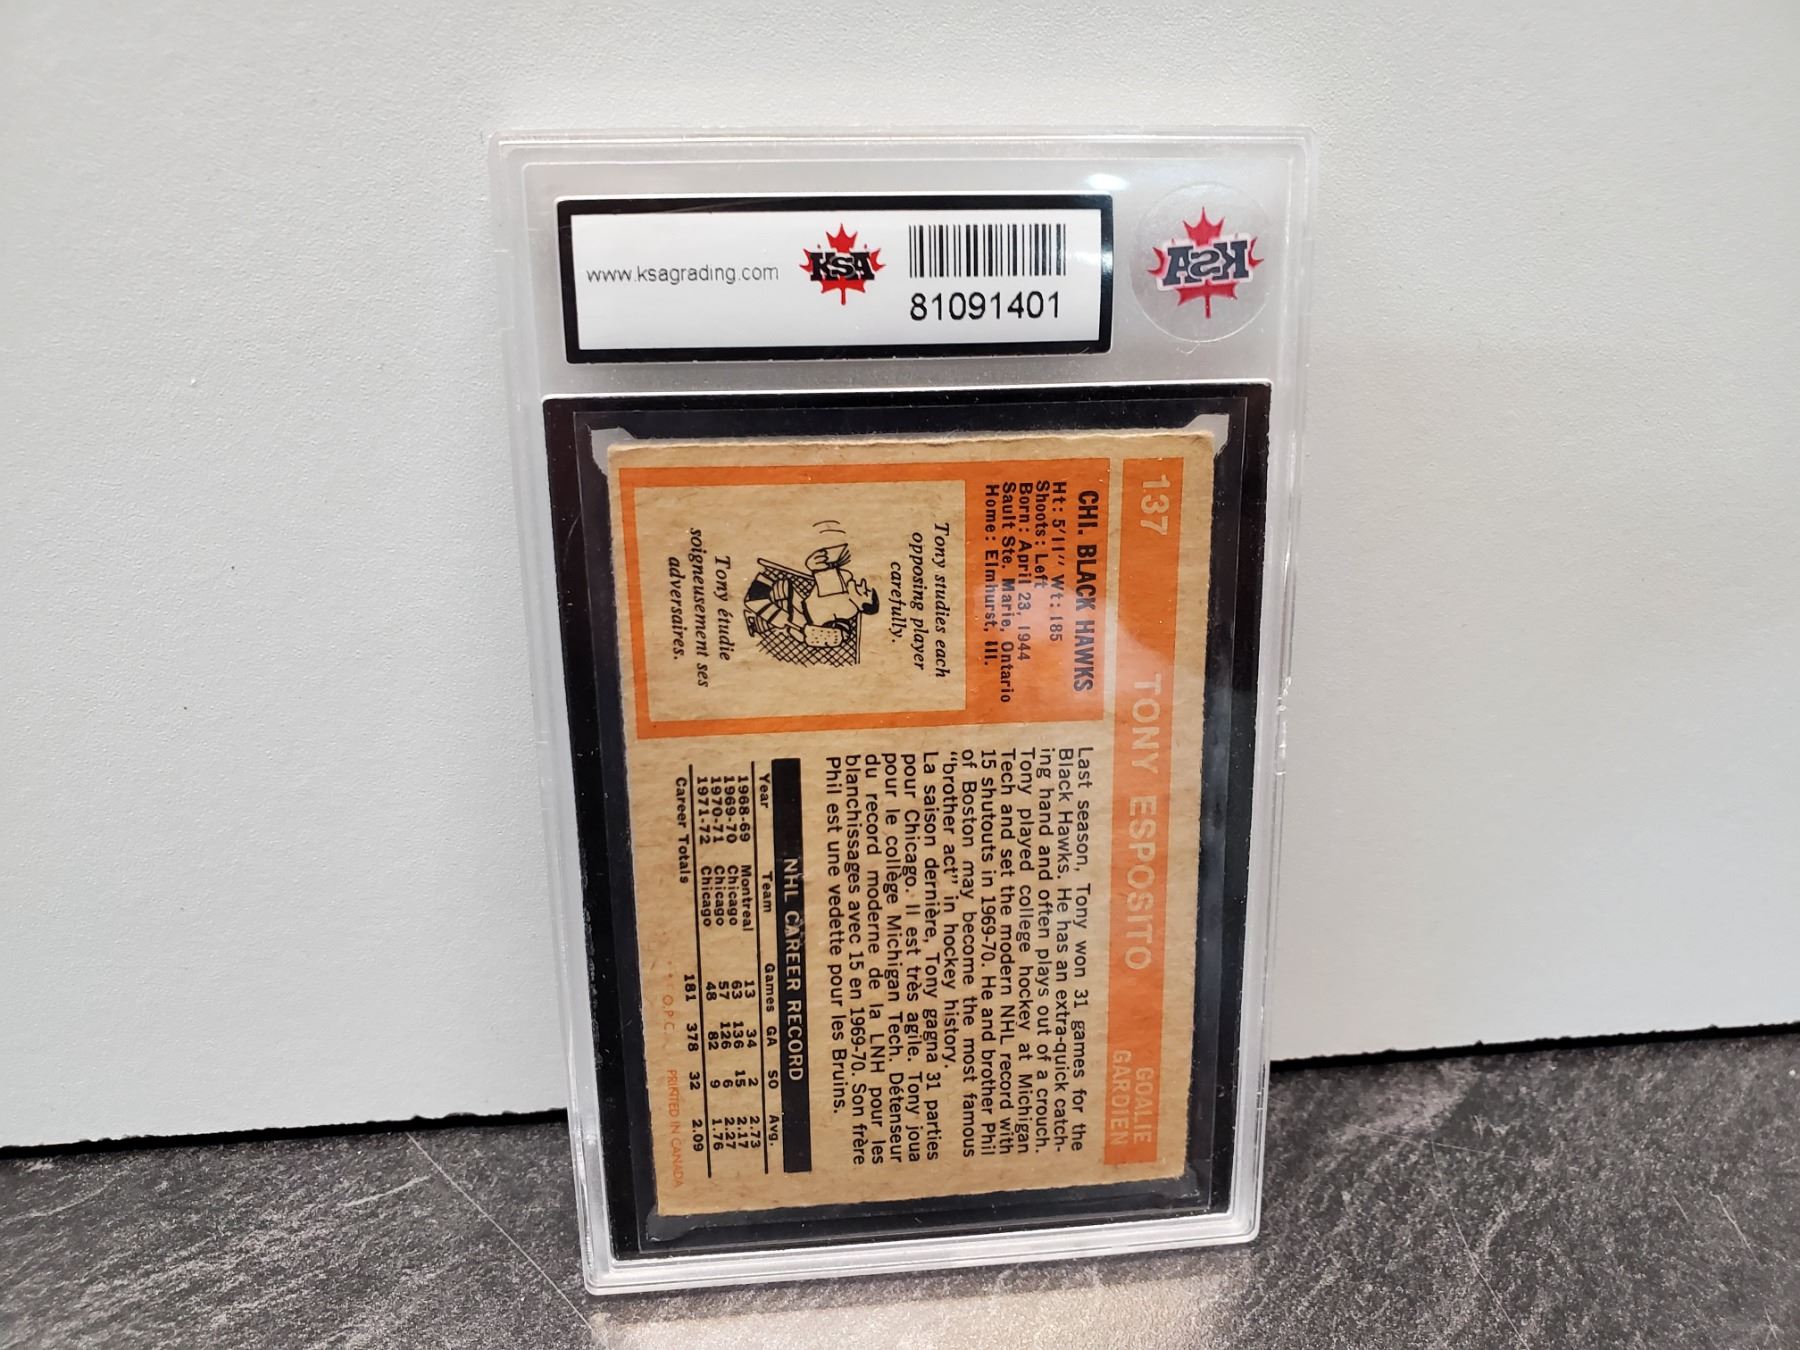 www.ksagrading.com
KSA
81091401
KSA
137
TONY ESPOSITO
GOALIE
GARDIEN
CHI. BLACK HAWKS
Ht: 5'11" Wt: 185
Shoots: Left
Born: April 23, 1944
Sault Ste. Marie, Ontario
Home: Elmhurst, Ill.
Tony studies each
opposing player
carefully.
Tony étudie
soigneusement ses
adversaires.
Last season, Tony won 31 games for the
Black Hawks. He has an extra-quick catch-
ing hand and often plays out of a crouch.
Tony played college hockey at Michigan
Tech and set the modern NHL record with
15 shutouts in 1969-70. He and brother Phil
of Boston may become the most famous
"brother act" in hockey history.
La saison dernière, Tony gagna 31 parties
pour Chicago. Il est très agile. Tony joua
pour le collège Michigan Tech. Détenseur
du record moderne de la LNH pour les
blanchissages avec 15 en 1969-70. Son frère
Phil est une vedette pour les Bruins.
NHL CAREER RECORD
Year Team Games GA SO Avg.
1968-69 Montreal 13 34 2 2.73
1969-70 Chicago 63 136 15 2.17
1970-71 Chicago 57 126 6 2.27
1971-72 Chicago 48 82 9 1.76
Career Totals 181 378 32 2.09
O.P.C. PRINTED IN CANADA